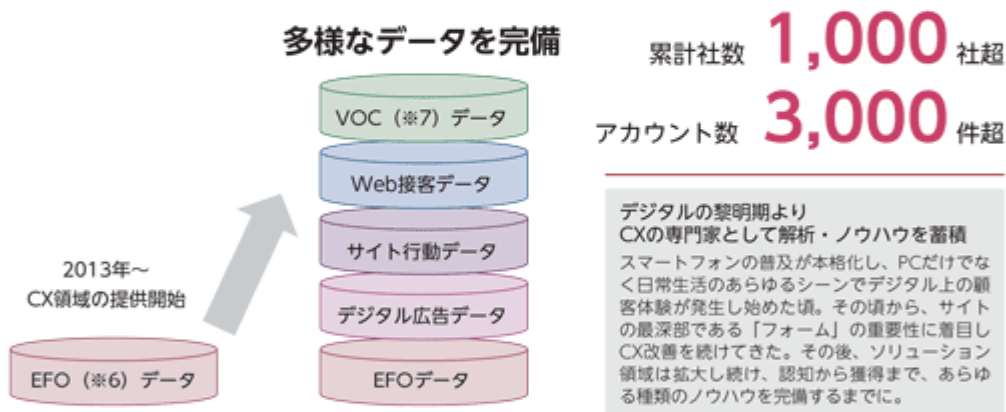 多様なデータを完備
VOC（※7）データ
Web接客データ
サイト行動データ
デジタル広告データ
EFOデータ
2013年～
CX領域の提供開始
EFO（※6）データ
累計社数 1,000 社超
アカウント数 3,000 件超
デジタルの黎明期より
CXの専門家として解析・ノウハウを蓄積
スマートフォンの普及が本格化し、PCだけでな
く日常生活のあらゆるシーンでデジタル上の顧
客体験が発生し始めた頃。その頃から、サイト
の最深部である「フォーム」の重要性に着目し
CX改善を続けてきた。その後、ソリューション
領域は拡大し続け、認知から獲得まで、あらゆ
る種類のノウハウを完備するまでに。